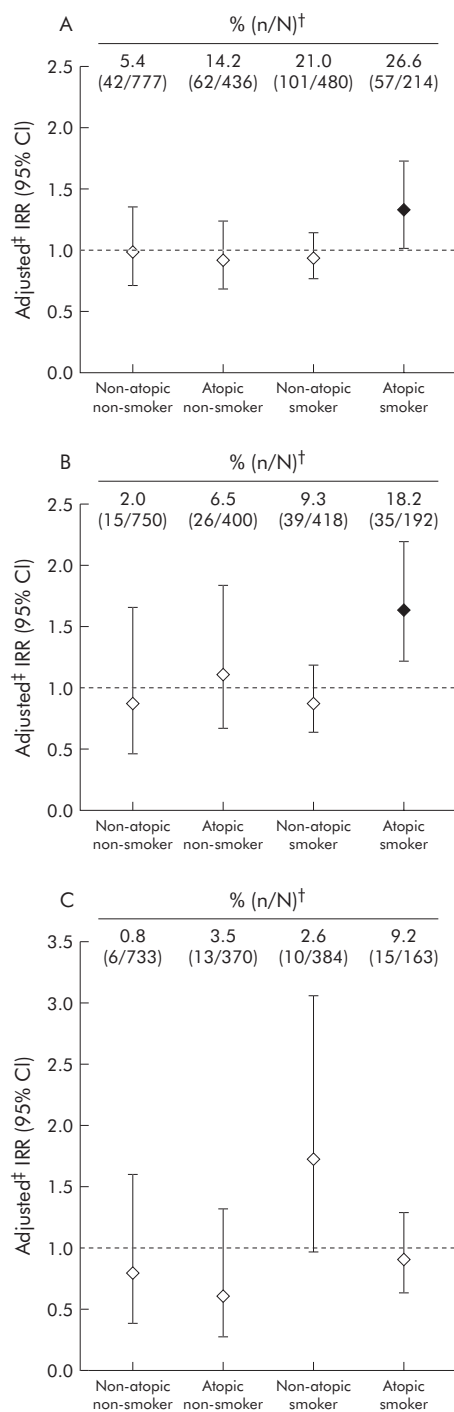 A
% (n/N)†
5.4 14.2 21.0 26.6
(42/777) (62/436) (101/480) (57/214)
2.5
2.0
1.5
1.0
0.5
0.0
Adjusted‡ IRR (95% CI)
Non-atopic Atopic Non-atopic Atopic
non-smoker non-smoker smoker smoker
B
% (n/N)†
2.0 6.5 9.3 18.2
(15/750) (26/400) (39/418) (35/192)
2.5
2.0
1.5
1.0
0.5
0.0
Adjusted‡ IRR (95% CI)
Non-atopic Atopic Non-atopic Atopic
non-smoker non-smoker smoker smoker
C
% (n/N)†
0.8 3.5 2.6 9.2
(6/733) (13/370) (10/384) (15/163)
3.5
3.0
2.5
2.0
1.5
1.0
0.5
0.0
Adjusted‡ IRR (95% CI)
Non-atopic Atopic Non-atopic Atopic
non-smoker non-smoker smoker smoker